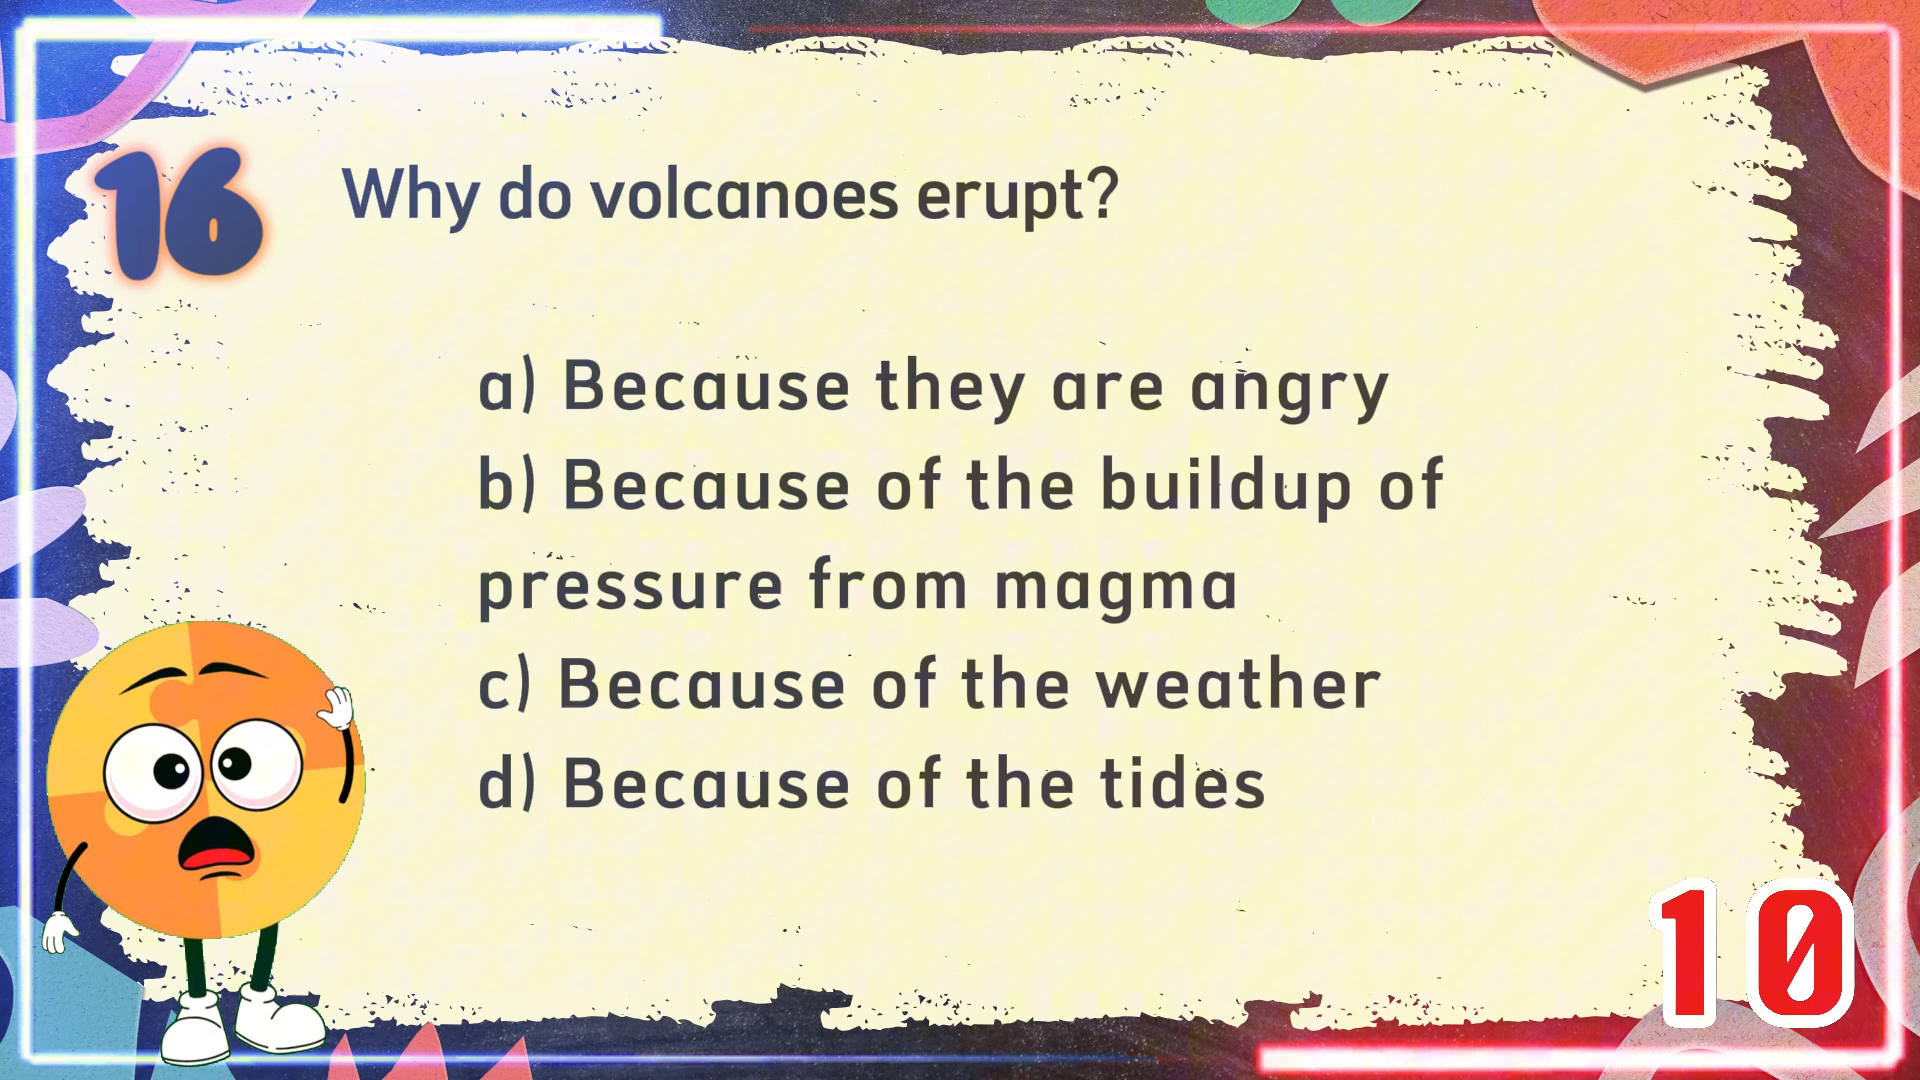 16
Why do volcanoes erupt?
a) Because they are angry
b) Because of the buildup of
pressure from magma
c) Because of the weather
d) Because of the tides
10